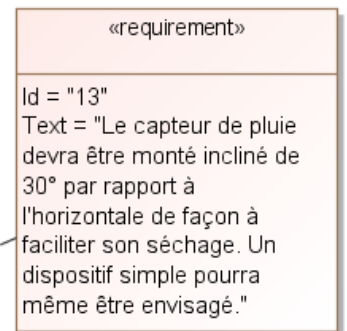 «requirement»
Id = "13"
Text = "Le capteur de pluie
devra être monté incliné de
30° par rapport à
l'horizontale de façon à
faciliter son séchage. Un
dispositif simple pourra
même être envisagé."